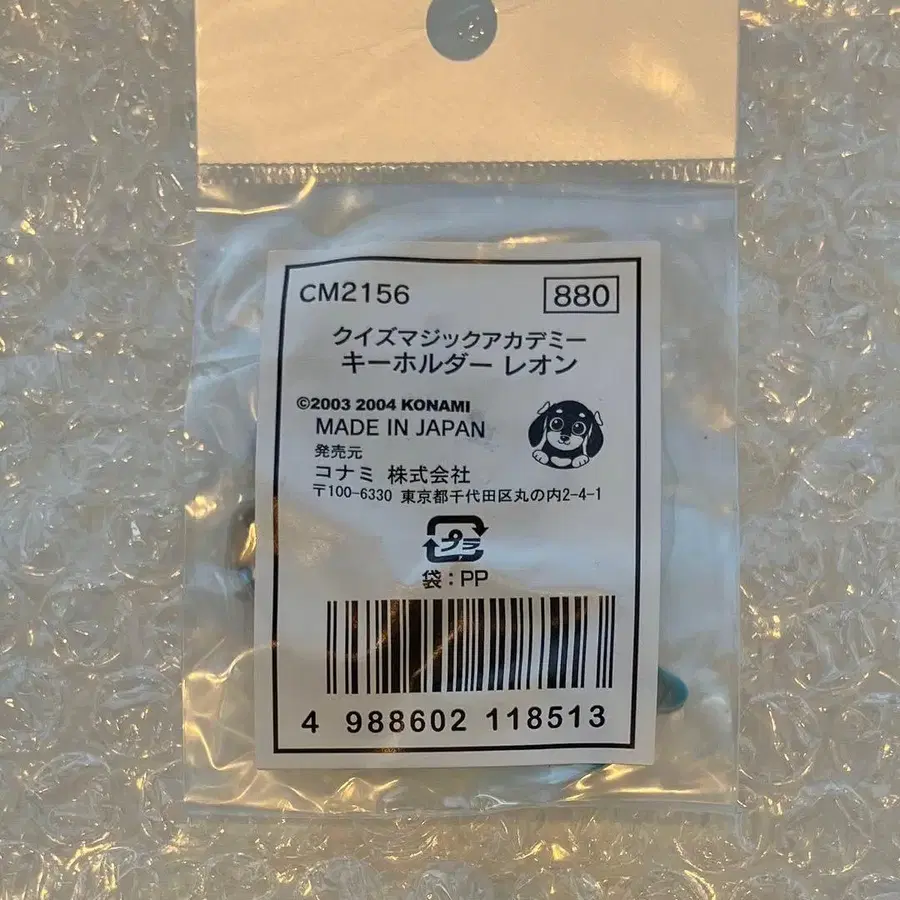 CM2156 880
クイズマジックアカデミー
キーホルダー レオン
©2003 2004 KONAMI
MADE IN JAPAN
発売元
コナミ 株式会社
〒100-6330 東京都千代田区丸の内2-4-1
プラ
袋：PP
4 988602 118513